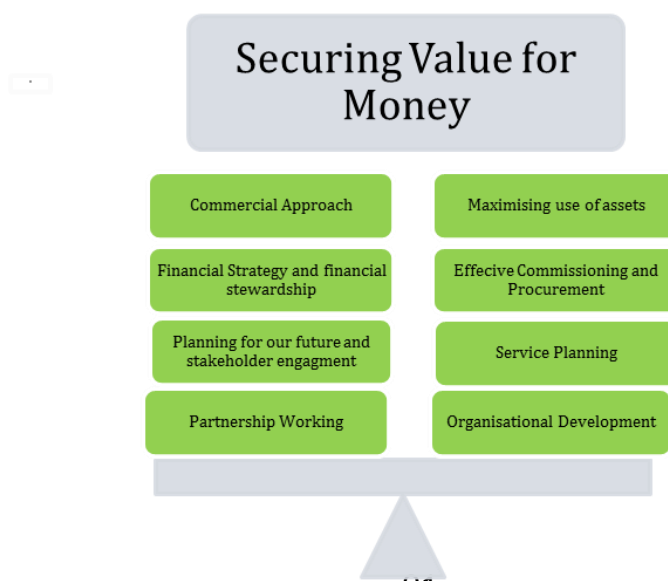 Securing Value for
Money
Commercial Approach
Maximising use of assets
Financial Strategy and financial
stewardship
Effecive Commissioning and
Procurement
Planning for our future and
stakeholder engagment
Service Planning
Partnership Working
Organisational Development